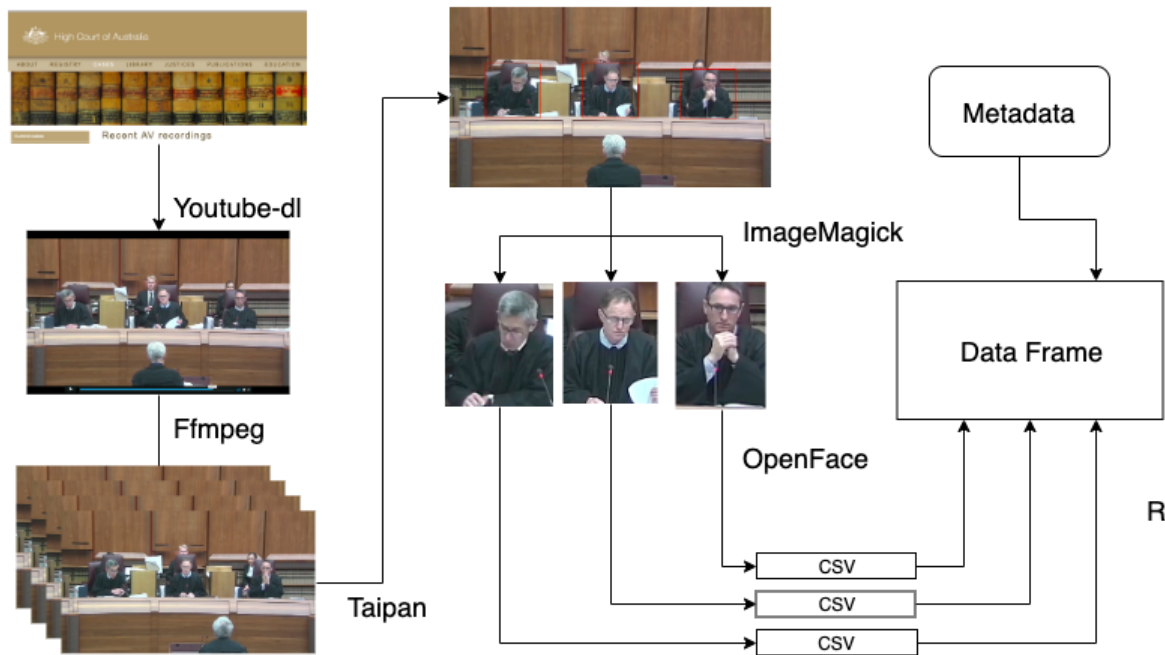 High Court of Australia
ABOUT REGISTRY CASES LIBRARY JUSTICES PUBLICATIONS EDUCATION
Recent AV recordings
Youtube-dl
Ffmpeg
Taipan
ImageMagick
OpenFace
CSV
CSV
CSV
Metadata
Data Frame
R